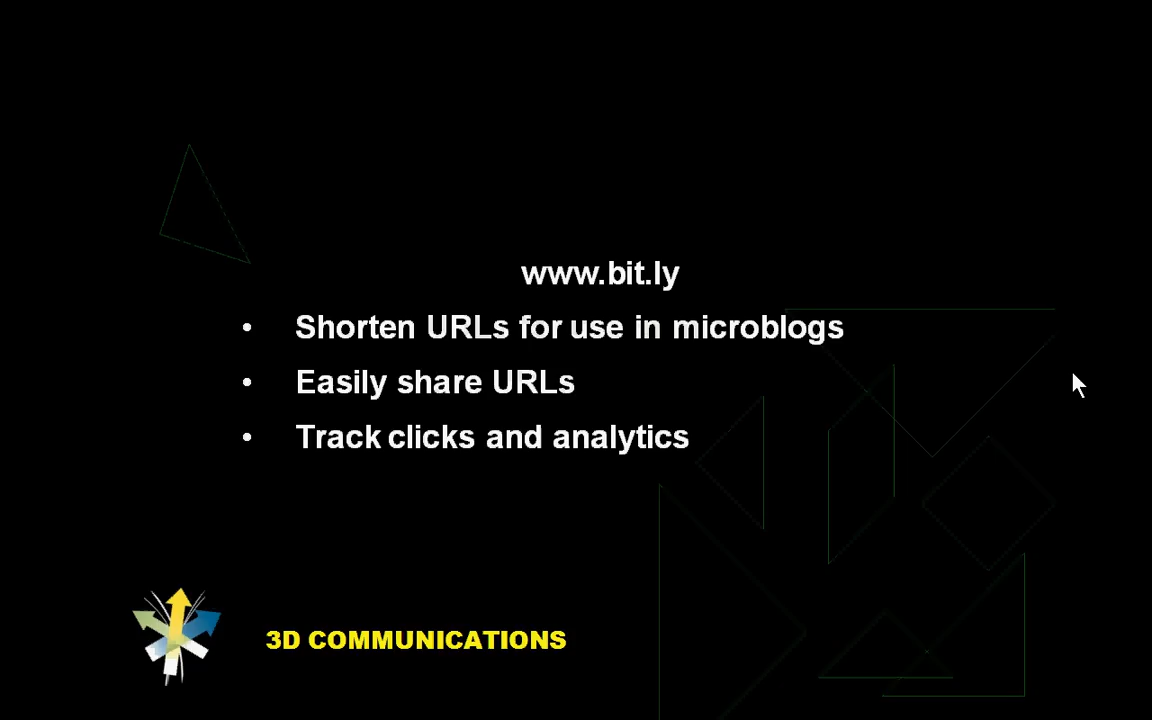 www.bit.ly
• Shorten URLs for use in microblogs
• Easily share URLs
• Track clicks and analytics
3D COMMUNICATIONS